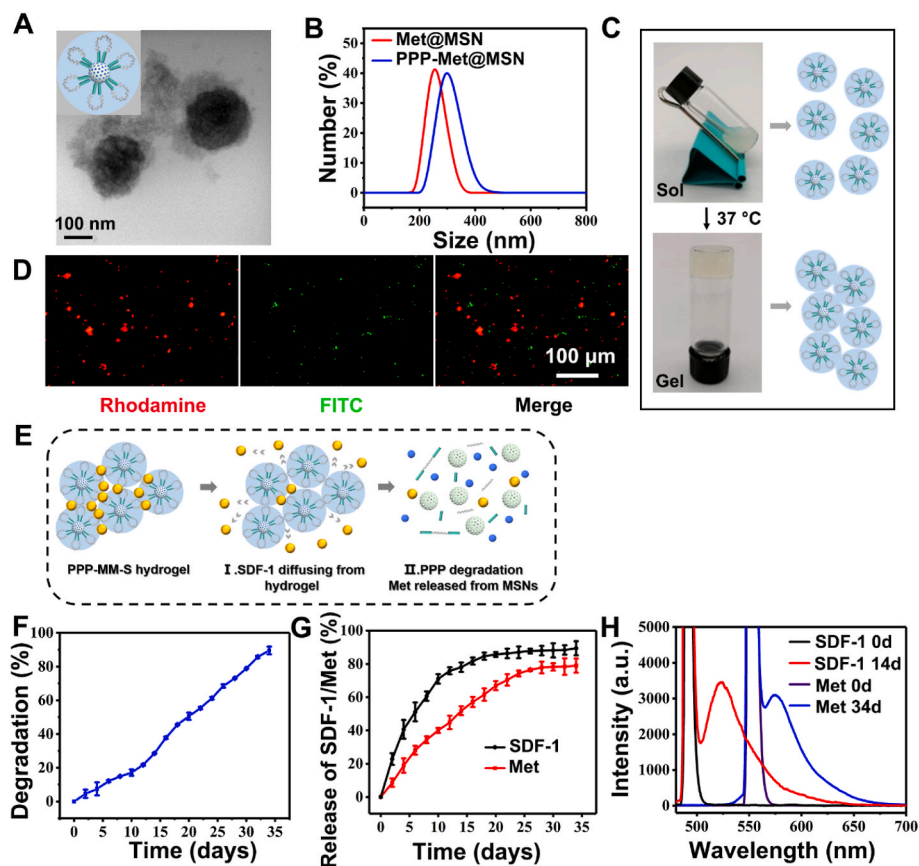 A
100 nm
B
Number (%)
50
40
30
20
10
0
Met@MSN
PPP-Met@MSN
0 200 400 600 800
Size (nm)
C
Sol
37 °C
Gel
D
100 μm
Rhodamine
FITC
Merge
E
PPP-MM-S hydrogel
Ⅰ.SDF-1 diffusing from
hydrogel
Ⅱ.PPP degradation
Met released from MSNs
F
Degradation (%)
100
80
60
40
20
0
0 5 10 15 20 25 30 35
Time (days)
G
Release of SDF-1/Met (%)
100
80
60
40
20
0
SDF-1
Met
0 5 10 15 20 25 30 35
Time (days)
H
Intensity (a.u.)
5000
4000
3000
2000
1000
0
SDF-1 0d
SDF-1 14d
Met 0d
Met 34d
500 550 600 650 700
Wavelength (nm)